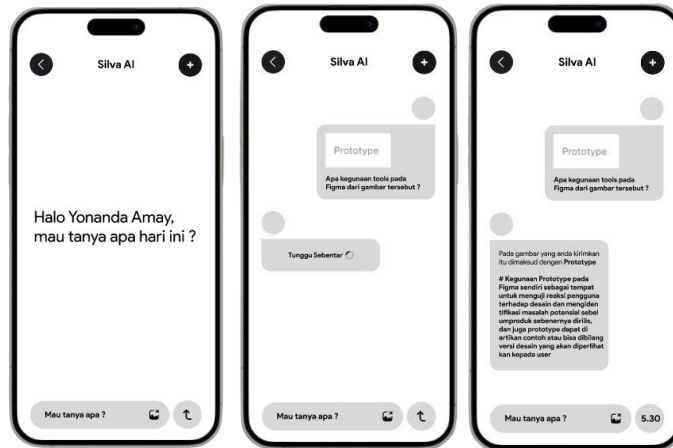 Silva AI
Halo Yonanda Amay,
mau tanya apa hari ini ?
Mau tanya apa ?
Silva AI
Prototype
Apa kegunaan tools pada
Figma dari gambar tersebut ?
Tunggu Sebentar
Mau tanya apa ?
Silva AI
Prototype
Apa kegunaan tools pada
Figma dari gambar tersebut ?
Pada gambar yang anda kirimkan
itu dimaksud dengan Prototype
# Kegunaan Prototype pada
Figma sendiri sebagai tempat
untuk menguji reaksi pengguna
terhadap desain dan mengiden
tifikasi masalah potensial sebel
umproduk sebenernya dirilis,
dan juga prototype dapat di
artikan contoh atau bisa dibilang
versi desain yang akan diperlihat
kan kepada user
Mau tanya apa ?
5.30